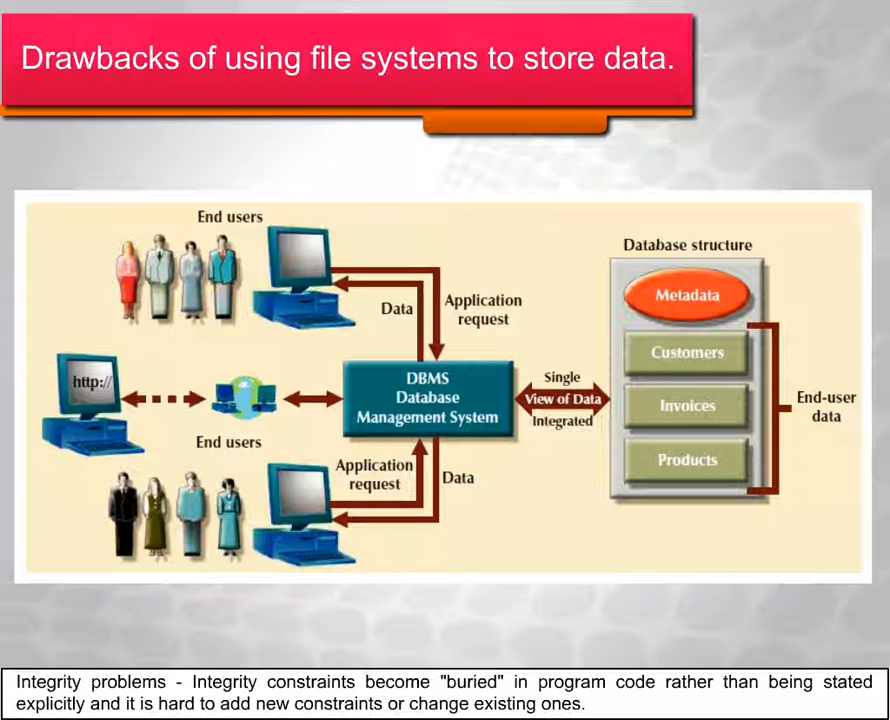 Drawbacks of using file systems to store data.
End users
Data
Application
request
http://
End users
DBMS
Database
Management System
Application
request
Data
Single
View of Data
Integrated
Database structure
Metadata
Customers
Invoices
Products
End-user
data
Integrity problems - Integrity constraints become "buried" in program code rather than being stated
explicitly and it is hard to add new constraints or change existing ones.